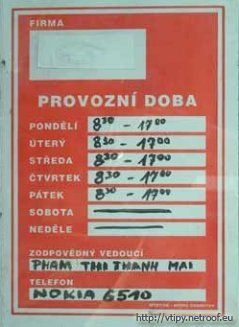 FIRMA
PROVOZNÍ DOBA
PONDĚLÍ 8³⁰ - 17⁰⁰
ÚTERÝ 8³⁰ - 17⁰⁰
STŘEDA 8³⁰ - 17⁰⁰
ČTVRTEK 8³⁰ - 17⁰⁰
PÁTEK 8³⁰ - 17⁰⁰
SOBOTA
NEDĚLE
ZODPOVĚDNÝ VEDOUCÍ
PHAM THI THANH MAI
TELEFON
NOKIA 6510
http://vtipy.netroof.eu